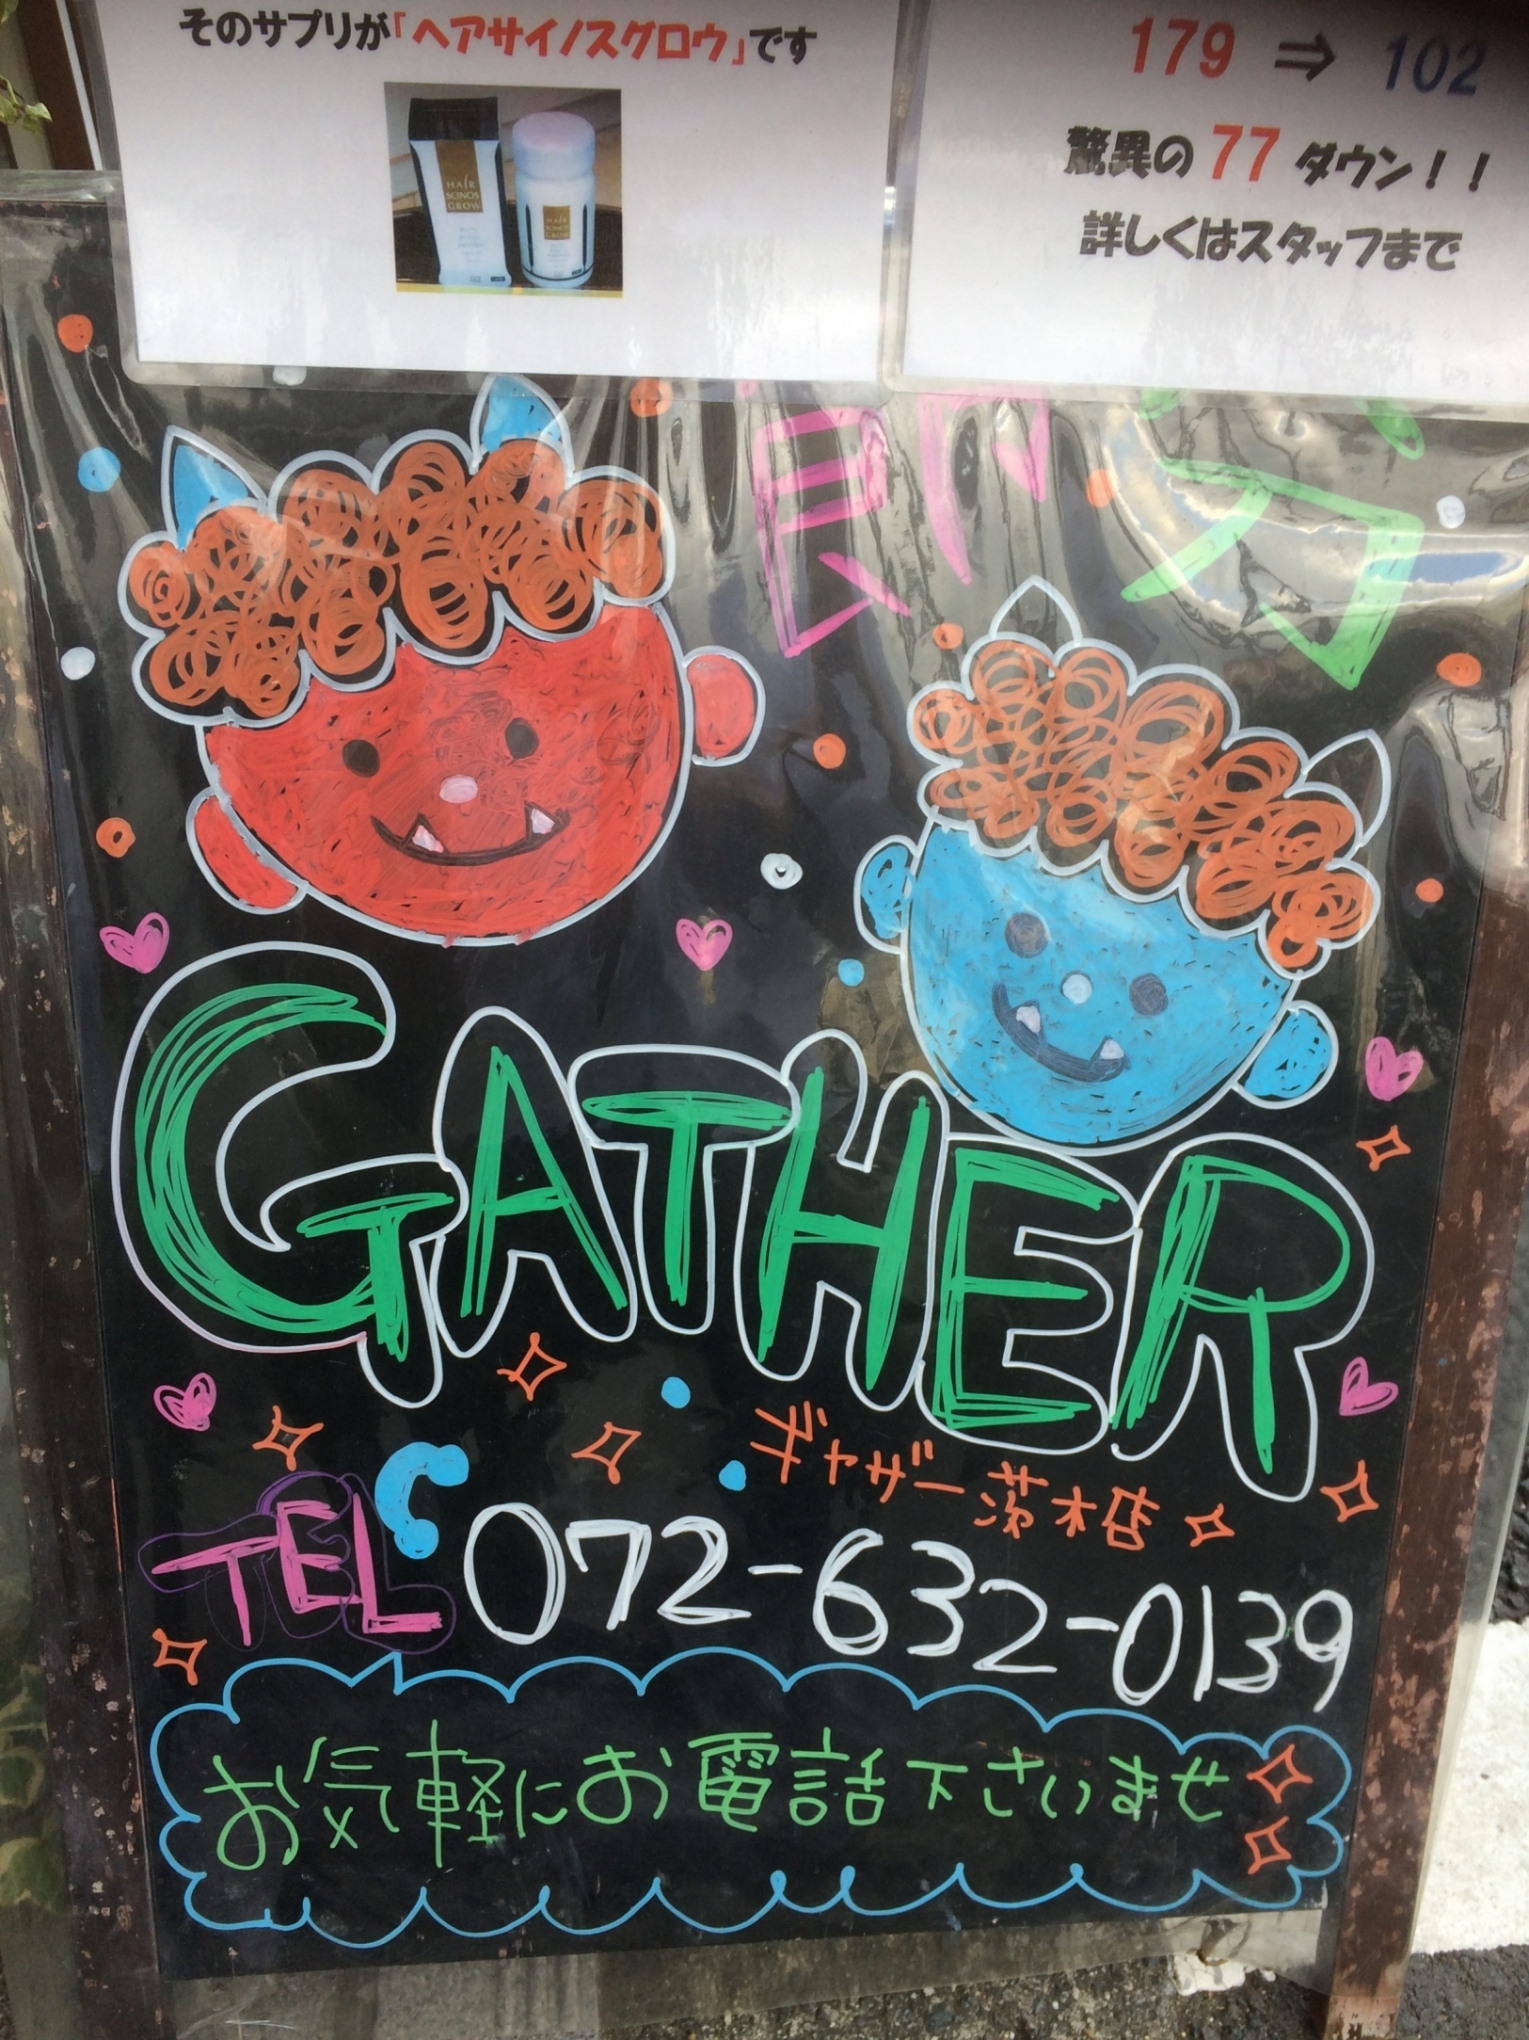 そのサプリが「ヘアサイノスグロウ」です
HAIR
SCINOS
GROW
HAIR
SCINOS
GROW
179 ⇒ 102
驚異の 77 ダウン！！
詳しくはスタッフまで
節分
GATHER
ギャザー茨木店
TEL 072-632-0139
お気軽にお電話下さいませ